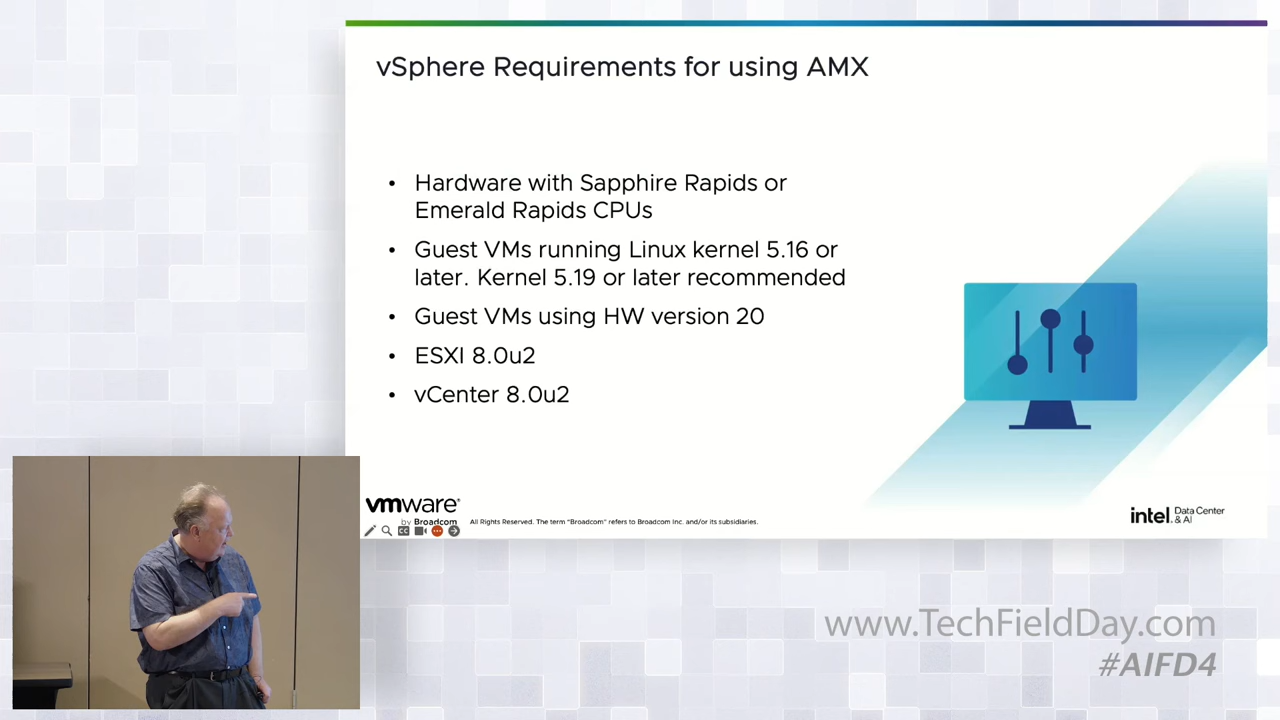 vSphere Requirements for using AMX
• Hardware with Sapphire Rapids or
Emerald Rapids CPUs
• Guest VMs running Linux kernel 5.16 or
later. Kernel 5.19 or later recommended
• Guest VMs using HW version 20
• ESXI 8.0u2
• vCenter 8.0u2
vmware®
by Broadcom
All Rights Reserved. The term “Broadcom” refers to Broadcom Inc. and/or its subsidiaries.
CC
intel. Data Center
& AI
www.TechFieldDay.com
#AIFD4